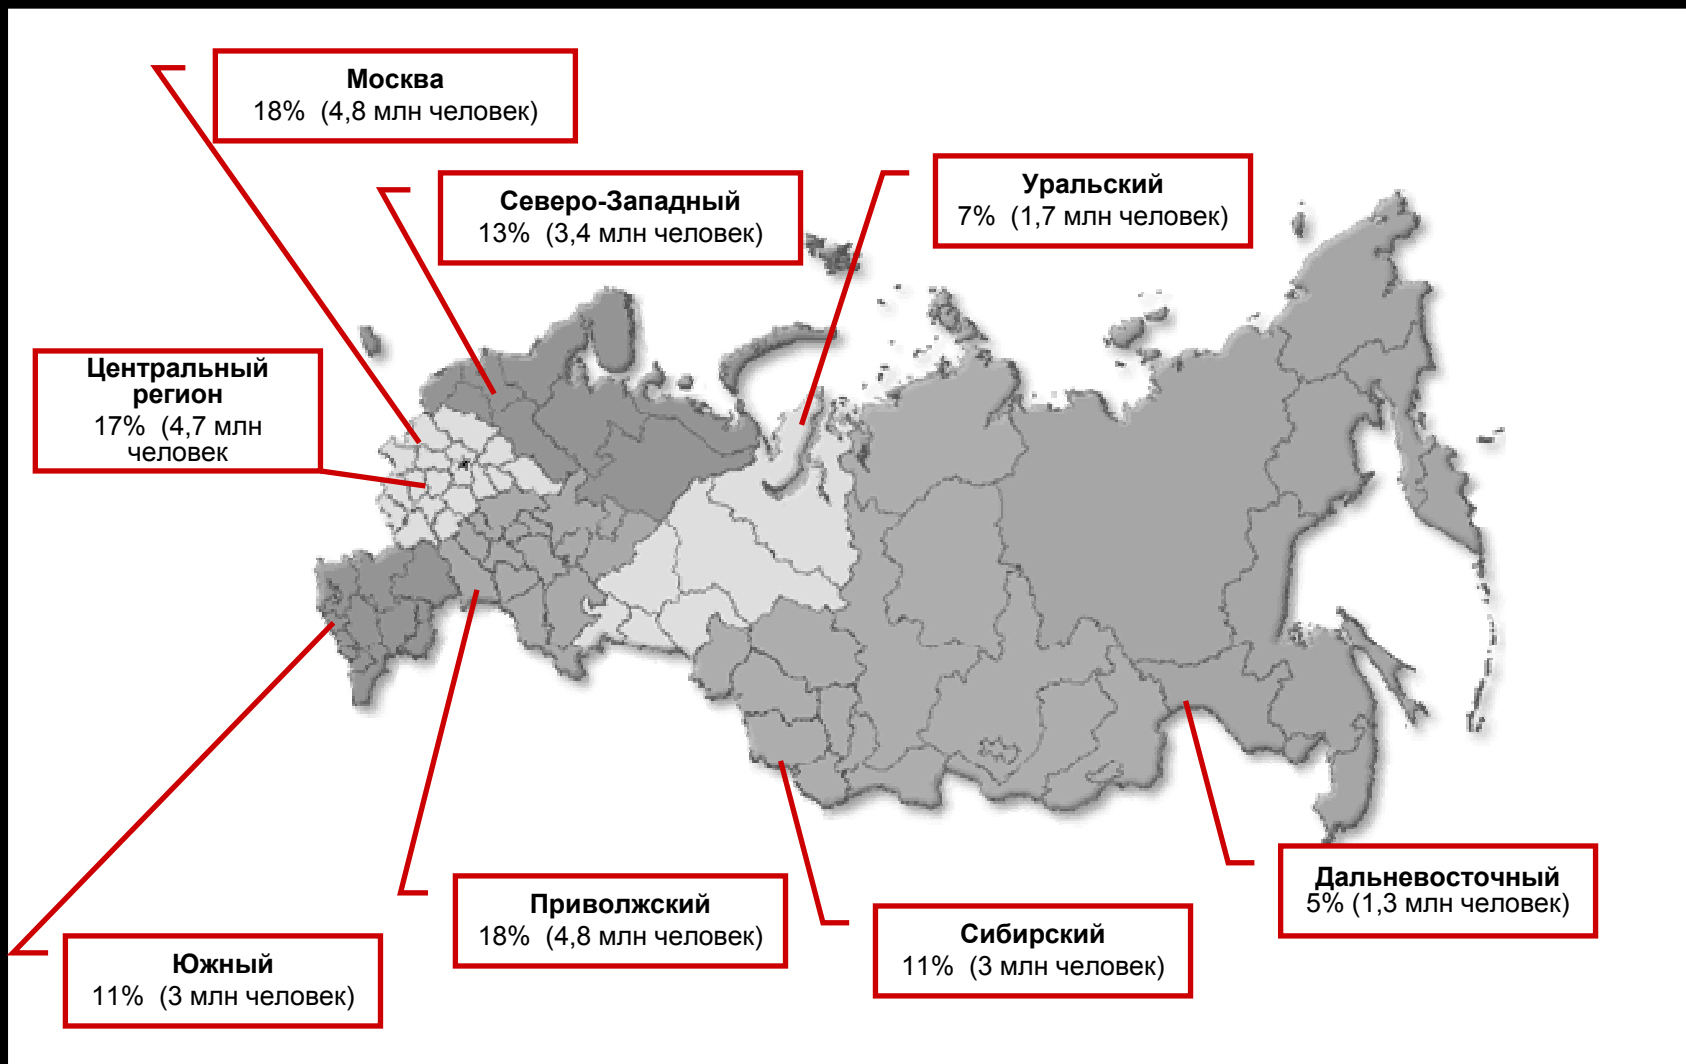 Москва
18% (4,8 млн человек)
Северо-Западный
13% (3,4 млн человек)
Уральский
7% (1,7 млн человек)
Центральный
регион
17% (4,7 млн
человек
Дальневосточный
5% (1,3 млн человек)
Приволжский
18% (4,8 млн человек)
Сибирский
11% (3 млн человек)
Южный
11% (3 млн человек)